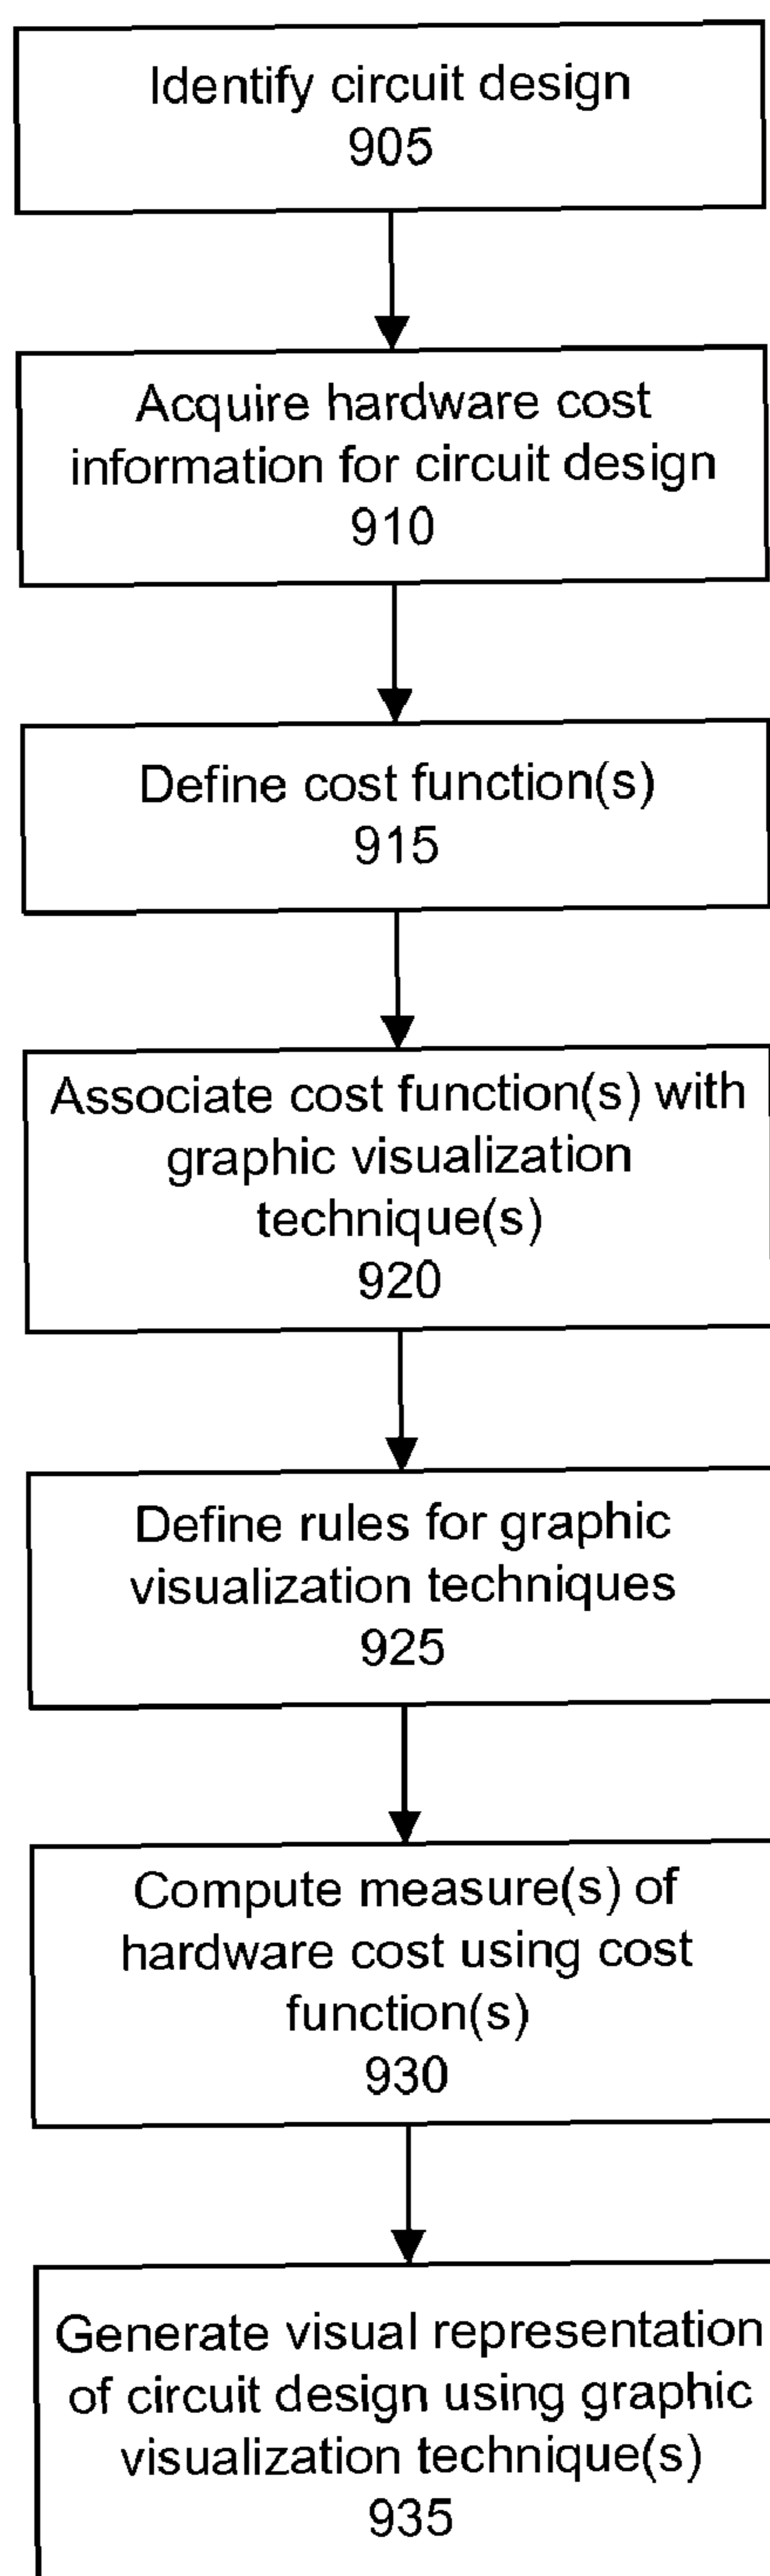 Identify circuit design
905
Acquire hardware cost
information for circuit design
910
Define cost function(s)
915
Associate cost function(s) with
graphic visualization
technique(s)
920
Define rules for graphic
visualization techniques
925
Compute measure(s) of
hardware cost using cost
function(s)
930
Generate visual representation
of circuit design using graphic
visualization technique(s)
935